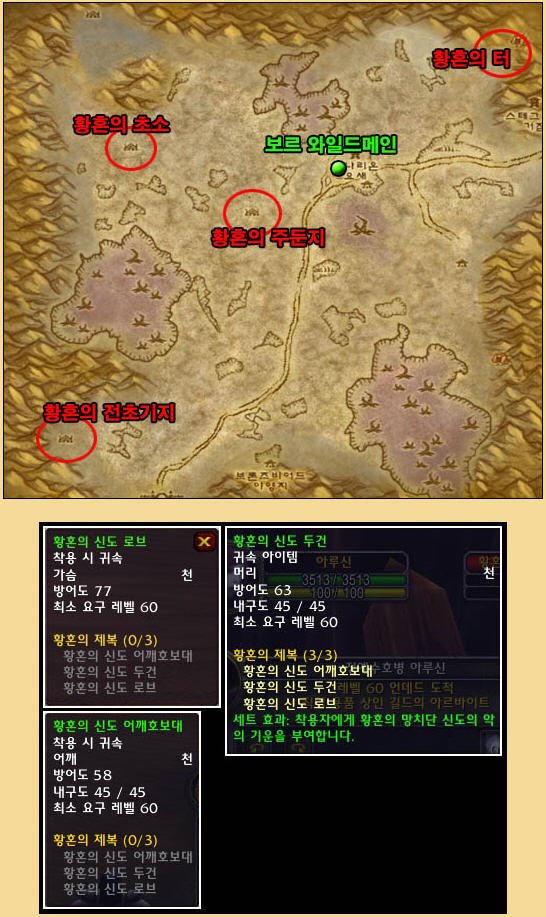 황혼의 터
황혼의 초소
스테그
거점
보르 와일드메인
나리온
요새
황혼의 주둔지
황혼의 전초기지
브론즈비어드
야영지
황혼의 신도 로브
착용 시 귀속
가슴 천
방어도 77
최소 요구 레벨 60
황혼의 제복 (0/3)
황혼의 신도 어깨호보대
황혼의 신도 두건
황혼의 신도 로브
황혼의 신도 두건
귀속 아이템
머리 천
방어도 63
내구도 45 / 45
최소 요구 레벨 60
황혼의 제복 (3/3)
황혼의 신도 어깨호보대
황혼의 신도 두건
황혼의 신도 로브
세트 효과: 착용자에게 황혼의 망치단 신도의 악
의 기운을 부여합니다.
아루신
3513 / 3513
100 / 100
수호병 아루신
레벨 60 언데드 도적
용품 상인 길드의 아르바이트
황혼의 신도 어깨호보대
착용 시 귀속
어깨 천
방어도 58
내구도 45 / 45
최소 요구 레벨 60
황혼의 제복 (0/3)
황혼의 신도 어깨호보대
황혼의 신도 두건
황혼의 신도 로브